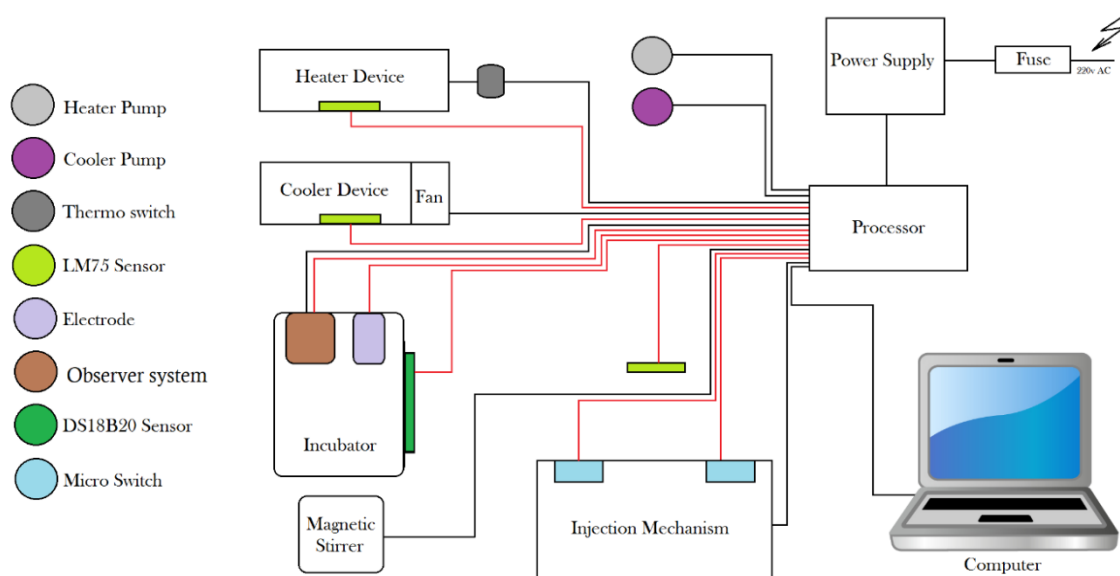 Heater Pump
Cooler Pump
Thermo switch
LM75 Sensor
Electrode
Observer system
DS18B20 Sensor
Micro Switch
Heater Device
Cooler Device
Fan
Incubator
Magnetic
Stirrer
Injection Mechanism
Power Supply
Fuse
220v AC
Processor
Computer